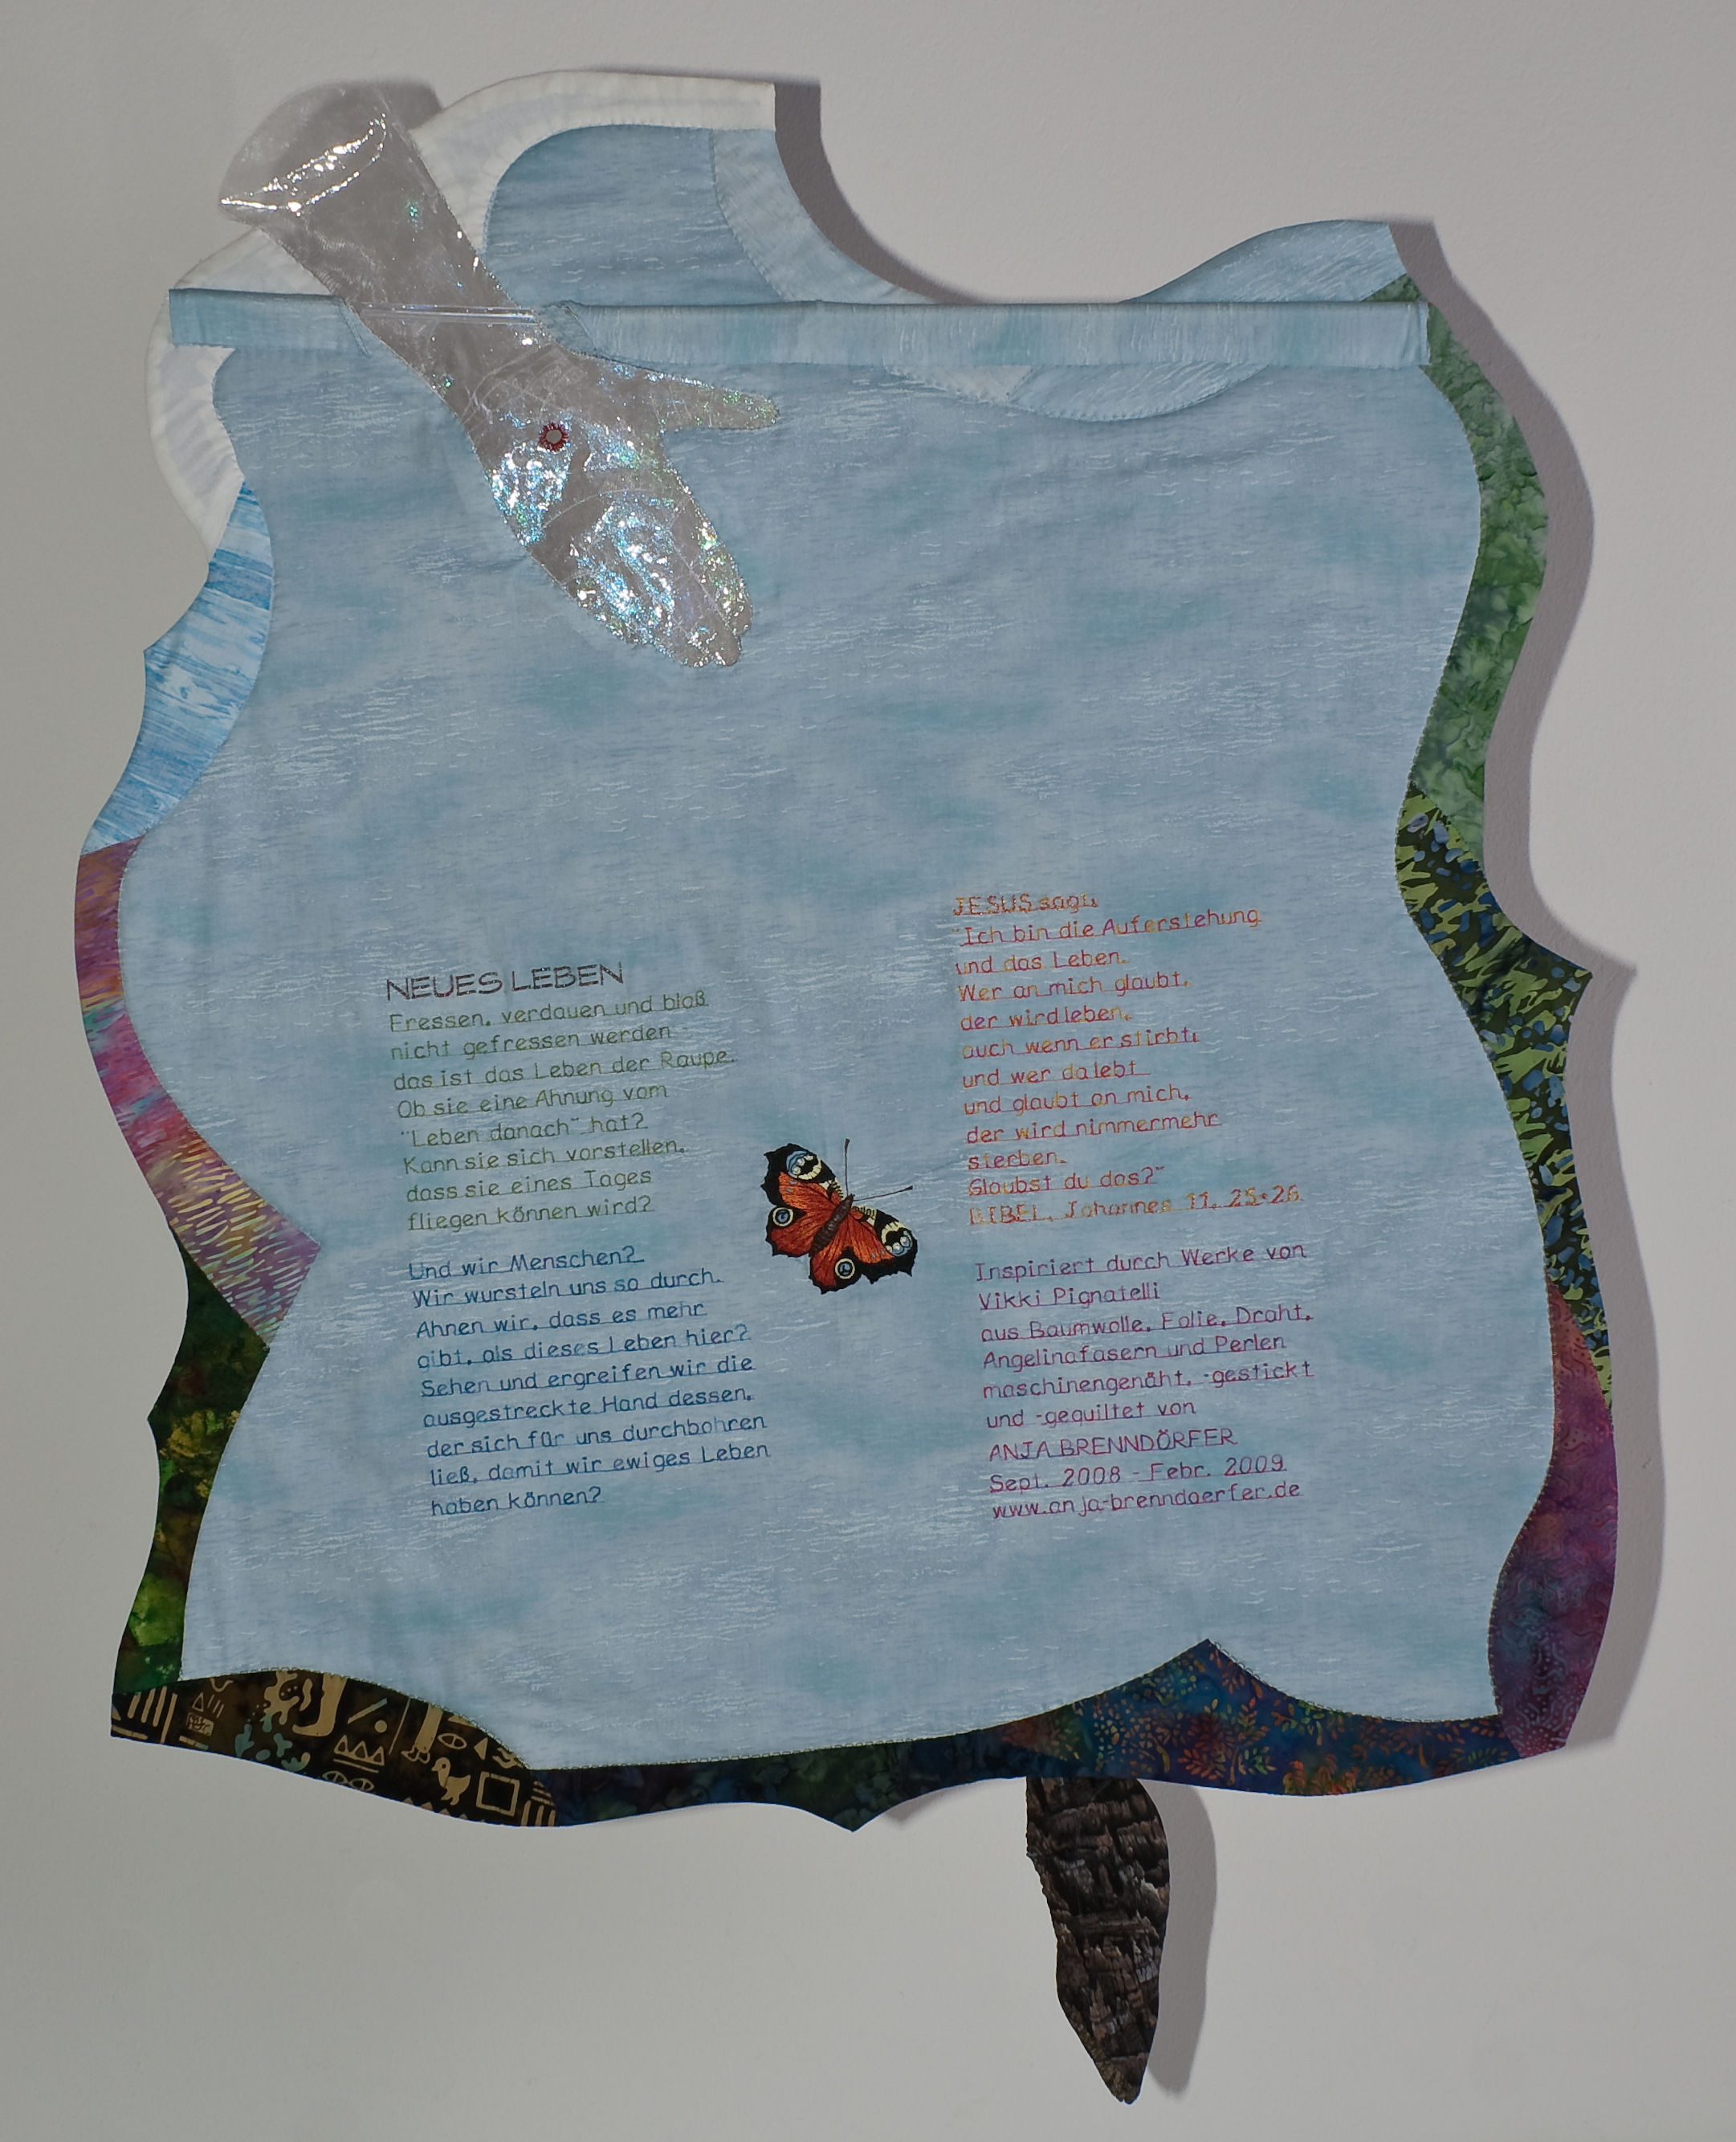 NEUES LEBEN
Fressen, verdauen und bloß
nicht gefressen werden -
das ist das Leben der Raupe.
Ob sie eine Ahnung vom
"Leben danach" hat?
Kann sie sich vorstellen,
dass sie eines Tages
fliegen können wird?
Und wir Menschen?
Wir wursteln uns so durch.
Ahnen wir, dass es mehr
gibt, als dieses Leben hier?
Sehen und ergreifen wir die
ausgestreckte Hand dessen,
der sich für uns durchbohren
ließ, damit wir ewiges Leben
haben können?
JESUS sagt:
"Ich bin die Auferstehung
und das Leben.
Wer an mich glaubt,
der wird leben,
auch wenn er stirbt;
und wer da lebt
und glaubt an mich,
der wird nimmermehr
sterben.
Glaubst du das?"
BIBEL, Johannes 11, 25+26
Inspiriert durch Werke von
Vikki Pignatelli
aus Baumwolle, Folie, Draht,
Angelinafasern und Perlen
maschinengenäht, -gestickt
und -gequiltet von
ANJA BRENNDÖRFER
Sept. 2008 - Febr. 2009
www.anja-brenndoerfer.de